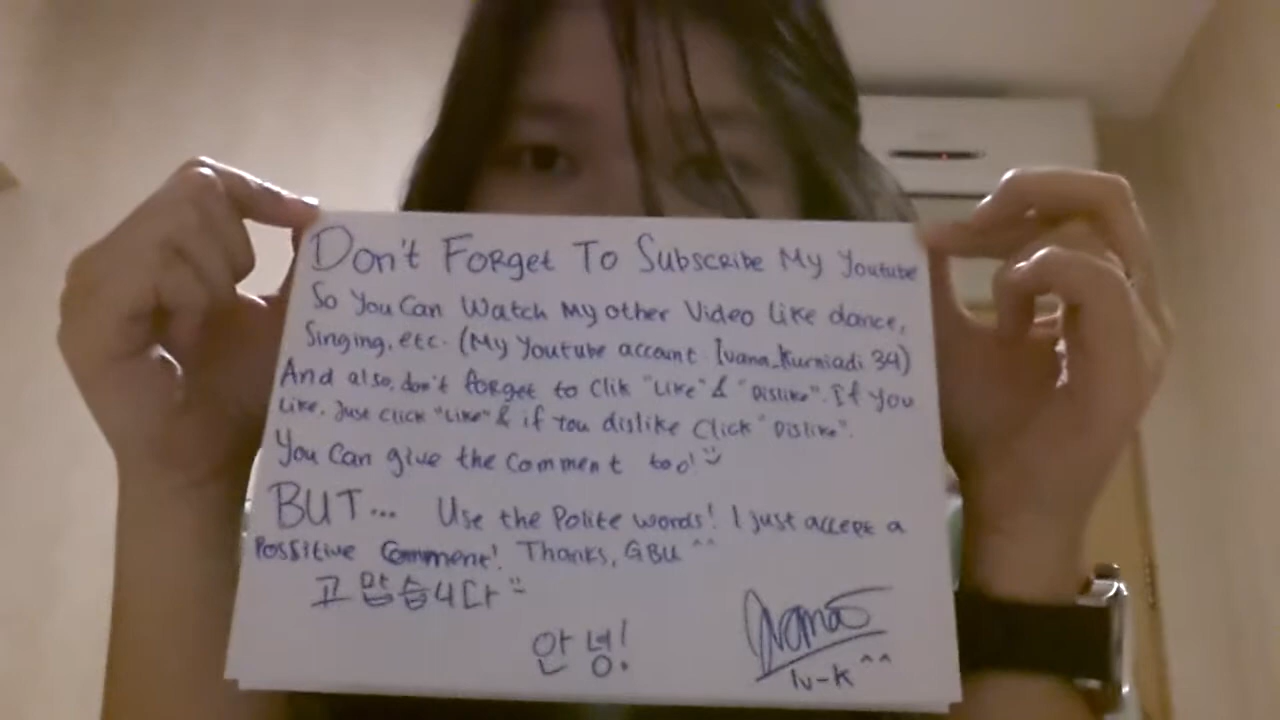 Don't Forget To Subscribe My Youtube
So You Can Watch My other Video like dance,
Singing, etc. (My Youtube account Ivana_Kurniadi 34)
And also, don't forget to Clik "Like" & "Dislike". If you
Like, Just click "Like" & if you dislike Click "Dislike".
You Can give the Comment too! :)
BUT... Use the Polite words! I just accept a
Possitive Comment! Thanks, GBU ^^
고맙습니다 :)
안녕!
Ivana
Iv-K ^^